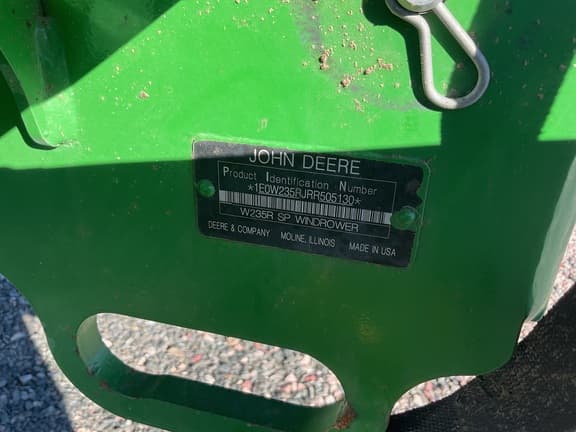 JOHN DEERE
Product Identification Number
*1E0W235RJRR505130*
W235R SP WINDROWER
DEERE & COMPANY MOLINE, ILLINOIS MADE IN USA